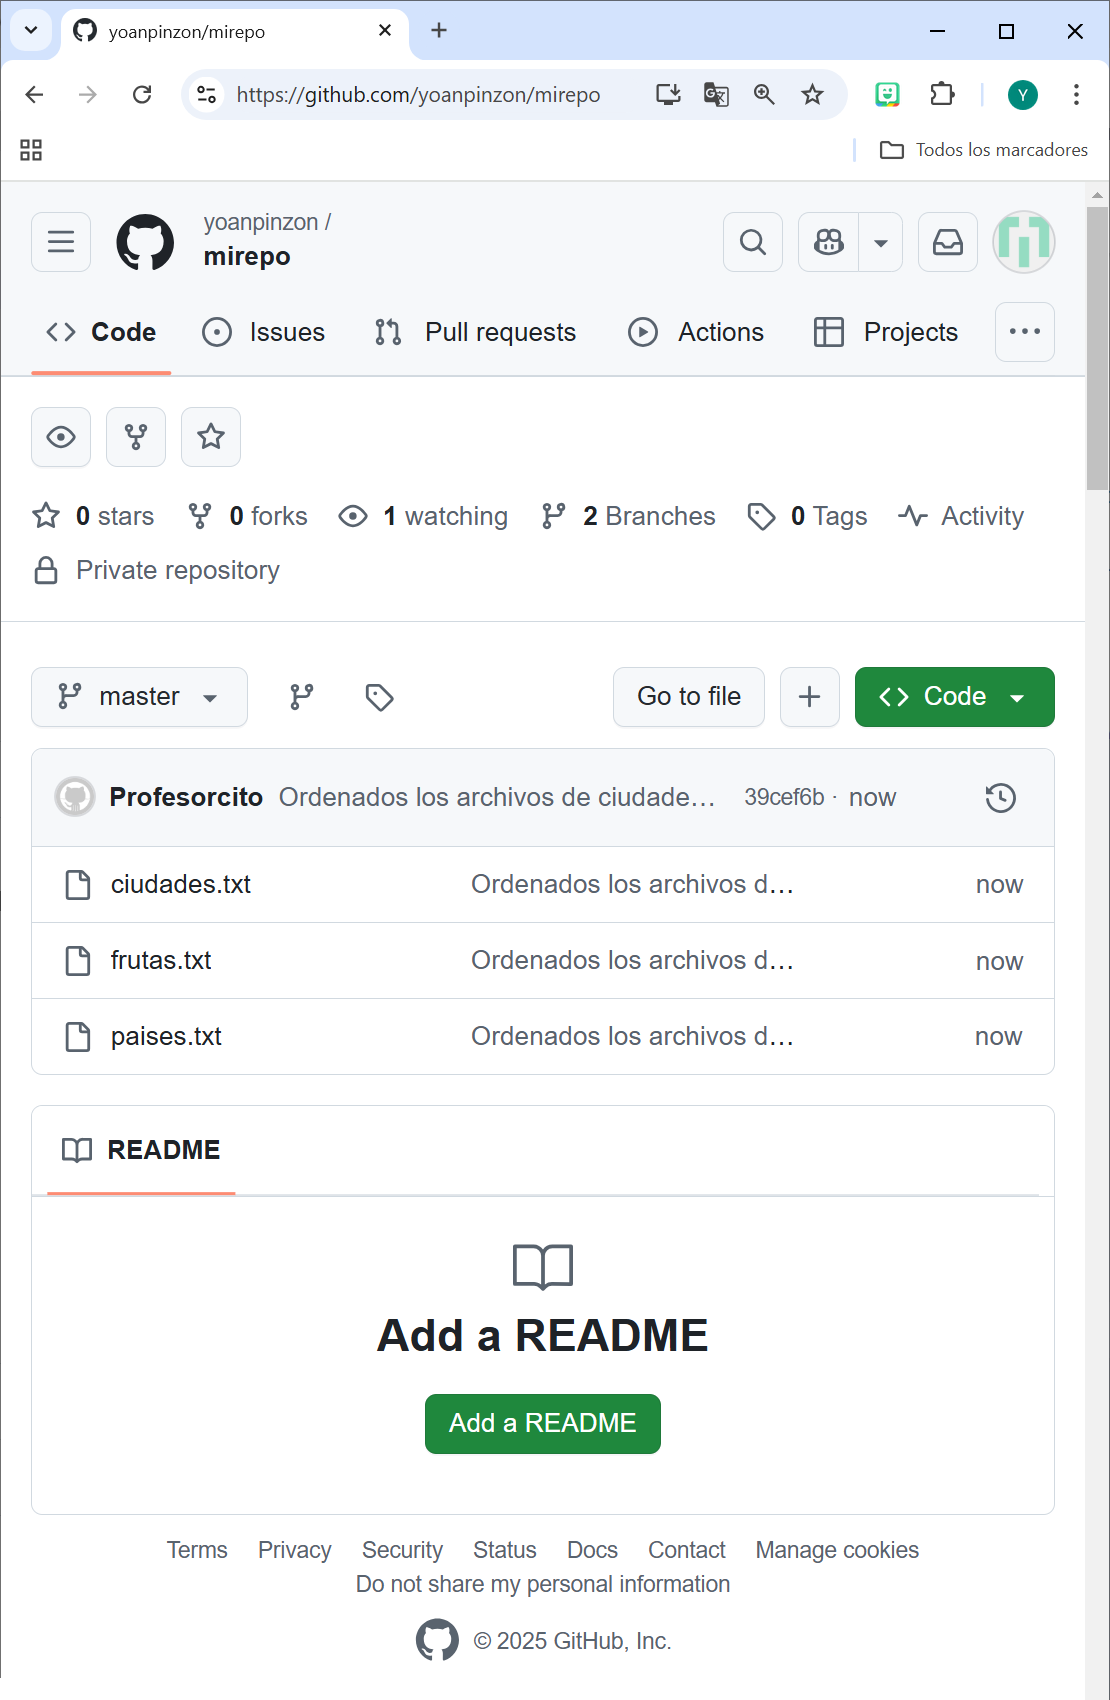 yoanpinzon/mirepo
https://github.com/yoanpinzon/mirepo
Y
Todos los marcadores
yoanpinzon /
mirepo
Code Issues Pull requests Actions Projects
0 stars 0 forks 1 watching 2 Branches 0 Tags Activity
Private repository
master Go to file Code
Profesorcito Ordenados los archivos de ciudade... 39cef6b · now
ciudades.txt Ordenados los archivos d... now
frutas.txt Ordenados los archivos d... now
paises.txt Ordenados los archivos d... now
README
Add a README
Add a README
Terms Privacy Security Status Docs Contact Manage cookies
Do not share my personal information
© 2025 GitHub, Inc.